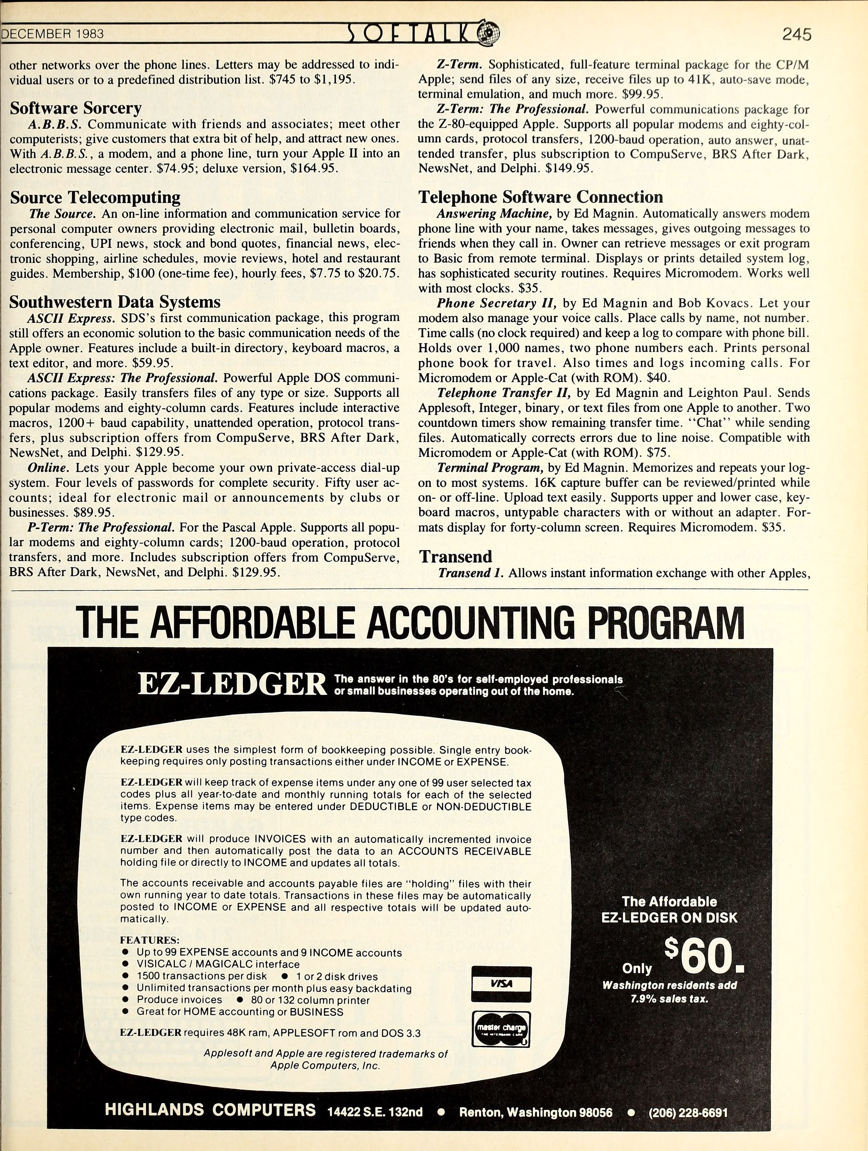 DECEMBER 1983
SOFTALK
245
other networks over the phone lines. Letters may be addressed to indi-
vidual users or to a predefined distribution list. $745 to $1,195.
Software Sorcery
A.B.B.S. Communicate with friends and associates; meet other
computerists; give customers that extra bit of help, and attract new ones.
With A.B.B.S., a modem, and a phone line, turn your Apple II into an
electronic message center. $74.95; deluxe version, $164.95.
Source Telecomputing
The Source. An on-line information and communication service for
personal computer owners providing electronic mail, bulletin boards,
conferencing, UPI news, stock and bond quotes, financial news, elec-
tronic shopping, airline schedules, movie reviews, hotel and restaurant
guides. Membership, $100 (one-time fee), hourly fees, $7.75 to $20.75.
Southwestern Data Systems
ASCII Express. SDS's first communication package, this program
still offers an economic solution to the basic communication needs of the
Apple owner. Features include a built-in directory, keyboard macros, a
text editor, and more. $59.95.
ASCII Express: The Professional. Powerful Apple DOS communi-
cations package. Easily transfers files of any type or size. Supports all
popular modems and eighty-column cards. Features include interactive
macros, 1200+ baud capability, unattended operation, protocol trans-
fers, plus subscription offers from CompuServe, BRS After Dark,
NewsNet, and Delphi. $129.95.
Online. Lets your Apple become your own private-access dial-up
system. Four levels of passwords for complete security. Fifty user ac-
counts; ideal for electronic mail or announcements by clubs or
businesses. $89.95.
P-Term: The Professional. For the Pascal Apple. Supports all popu-
lar modems and eighty-column cards; 1200-baud operation, protocol
transfers, and more. Includes subscription offers from CompuServe,
BRS After Dark, NewsNet, and Delphi. $129.95.
Z-Term. Sophisticated, full-feature terminal package for the CP/M
Apple; send files of any size, receive files up to 41K, auto-save mode,
terminal emulation, and much more. $99.95.
Z-Term: The Professional. Powerful communications package for
the Z-80-equipped Apple. Supports all popular modems and eighty-col-
umn cards, protocol transfers, 1200-baud operation, auto answer, unat-
tended transfer, plus subscription to CompuServe, BRS After Dark,
NewsNet, and Delphi. $149.95.
Telephone Software Connection
Answering Machine, by Ed Magnin. Automatically answers modem
phone line with your name, takes messages, gives outgoing messages to
friends when they call in. Owner can retrieve messages or exit program
to Basic from remote terminal. Displays or prints detailed system log,
has sophisticated security routines. Requires Micromodem. Works well
with most clocks. $35.
Phone Secretary II, by Ed Magnin and Bob Kovacs. Let your
modem also manage your voice calls. Place calls by name, not number.
Time calls (no clock required) and keep a log to compare with phone bill.
Holds over 1,000 names, two phone numbers each. Prints personal
phone book for travel. Also times and logs incoming calls. For
Micromodem or Apple-Cat (with ROM). $40.
Telephone Transfer II, by Ed Magnin and Leighton Paul. Sends
Applesoft, Integer, binary, or text files from one Apple to another. Two
countdown timers show remaining transfer time. "Chat" while sending
files. Automatically corrects errors due to line noise. Compatible with
Micromodem or Apple-Cat (with ROM). $75.
Terminal Program, by Ed Magnin. Memorizes and repeats your log-
on to most systems. 16K capture buffer can be reviewed/printed while
on- or off-line. Upload text easily. Supports upper and lower case, key-
board macros, untypable characters with or without an adapter. For-
mats display for forty-column screen. Requires Micromodem. $35.
Transend
Transend 1. Allows instant information exchange with other Apples,
THE AFFORDABLE ACCOUNTING PROGRAM
EZ-LEDGER The answer in the 80's for self-employed professionals
or small businesses operating out of the home.
EZ-LEDGER uses the simplest form of bookkeeping possible. Single entry book-
keeping requires only posting transactions either under INCOME or EXPENSE.
EZ-LEDGER will keep track of expense items under any one of 99 user selected tax
codes plus all year-to-date and monthly running totals for each of the selected
items. Expense items may be entered under DEDUCTIBLE or NON-DEDUCTIBLE
type codes.
EZ-LEDGER will produce INVOICES with an automatically incremented invoice
number and then automatically post the data to an ACCOUNTS RECEIVABLE
holding file or directly to INCOME and updates all totals.
The accounts receivable and accounts payable files are "holding" files with their
own running year to date totals. Transactions in these files may be automatically
posted to INCOME or EXPENSE and all respective totals will be updated auto-
matically.
FEATURES:
● Up to 99 EXPENSE accounts and 9 INCOME accounts
● VISICALC / MAGICALC interface
● 1500 transactions per disk ● 1 or 2 disk drives
● Unlimited transactions per month plus easy backdating
● Produce invoices ● 80 or 132 column printer
● Great for HOME accounting or BUSINESS
EZ-LEDGER requires 48K ram, APPLESOFT rom and DOS 3.3
Applesoft and Apple are registered trademarks of
Apple Computers, Inc.
VISA
master charge
THE INTERBANK CARD
The Affordable
EZ-LEDGER ON DISK
Only $60.
Washington residents add
7.9% sales tax.
HIGHLANDS COMPUTERS 14422 S.E. 132nd ● Renton, Washington 98056 ● (206) 228-6691